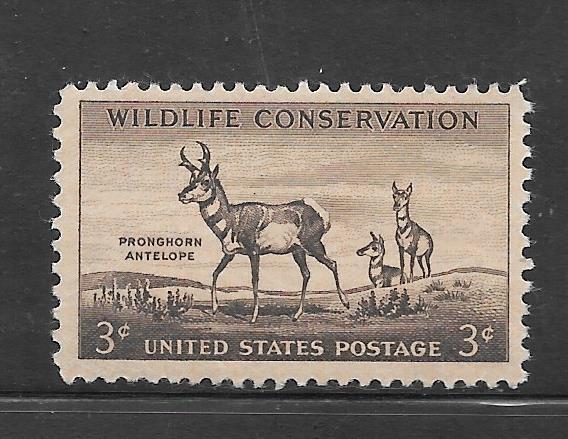 WILDLIFE CONSERVATION
PRONGHORN
ANTELOPE
3¢ UNITED STATES POSTAGE 3¢